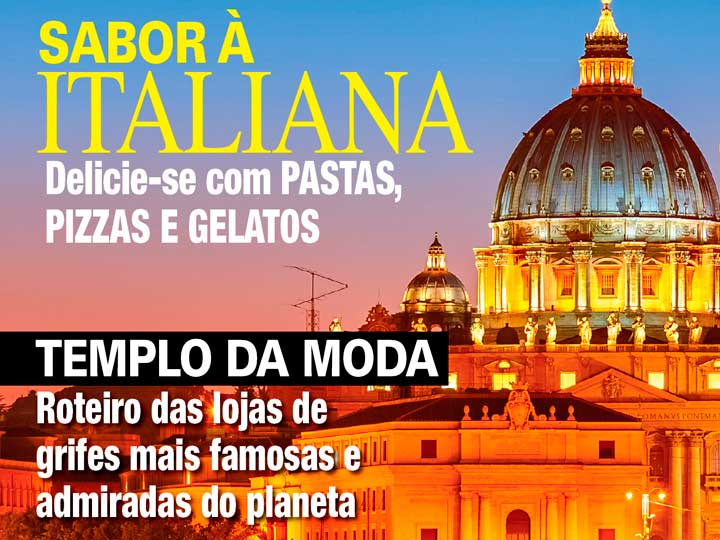 SABOR À
ITALIANA
Delicie-se com PASTAS,
PIZZAS E GELATOS
TEMPLO DA MODA
Roteiro das lojas de
grifes mais famosas e
admiradas do planeta